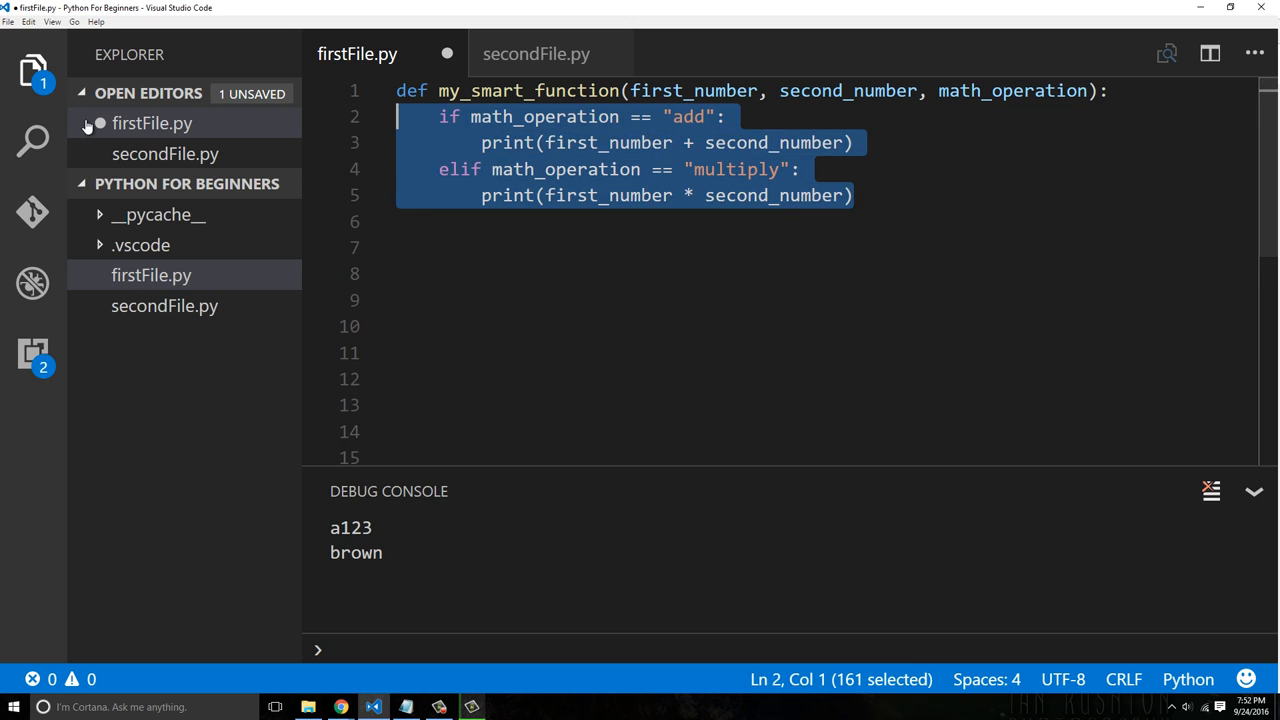 • firstFile.py - Python For Beginners - Visual Studio Code
File Edit View Go Help
EXPLORER
OPEN EDITORS 1 UNSAVED
firstFile.py
secondFile.py
PYTHON FOR BEGINNERS
__pycache__
.vscode
firstFile.py
secondFile.py
1
2
firstFile.py secondFile.py
1 def my_smart_function(first_number, second_number, math_operation):
2 if math_operation == "add":
3 print(first_number + second_number)
4 elif math_operation == "multiply":
5 print(first_number * second_number)
6
7
8
9
10
11
12
13
14
15
DEBUG CONSOLE
a123
brown
0 0 Ln 2, Col 1 (161 selected) Spaces: 4 UTF-8 CRLF Python
I'm Cortana. Ask me anything.
7:52 PM
9/24/2016